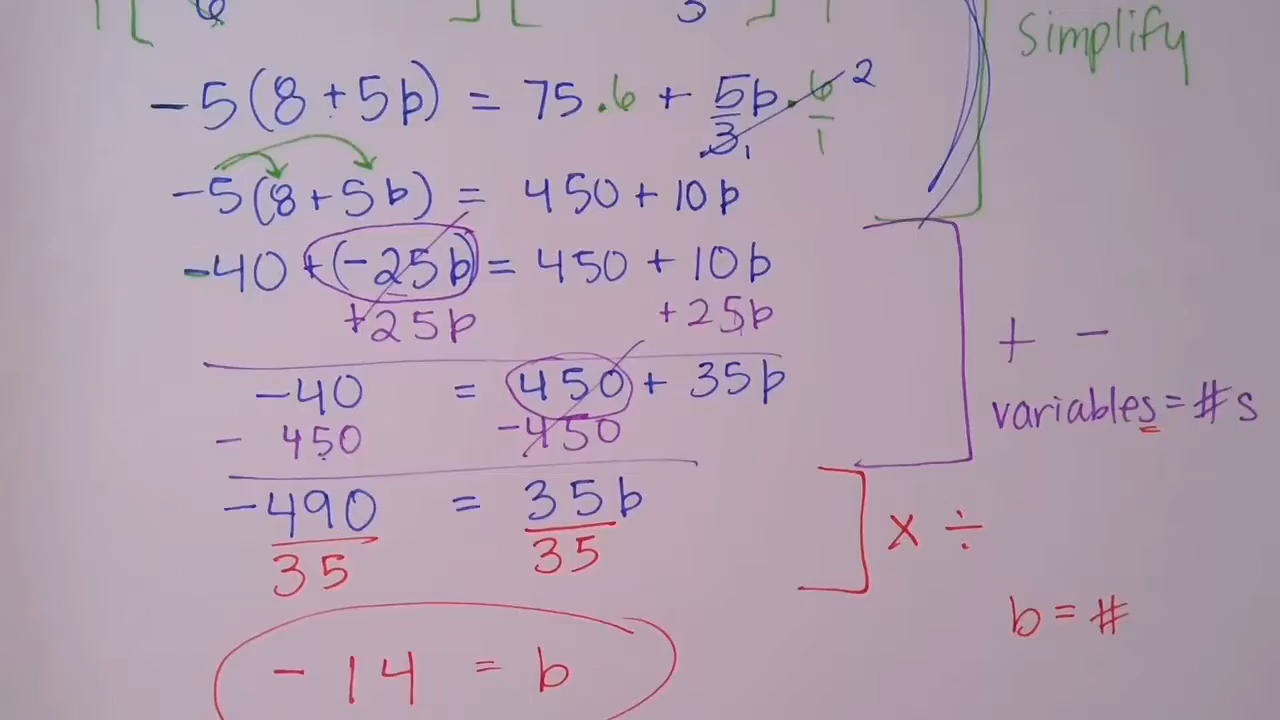 ] [
Simplify
-5(8 + 5b) = 75 . 6 + 5b/3 . 6/1 2 1
-5(8 + 5b) = 450 + 10b
-40 + (-25b) = 450 + 10b
+25b +25b
+ -
-40 = 450 + 35b
variables = #s
- 450 -450
-490 = 35b
x ÷
35 35
b = #
-14 = b